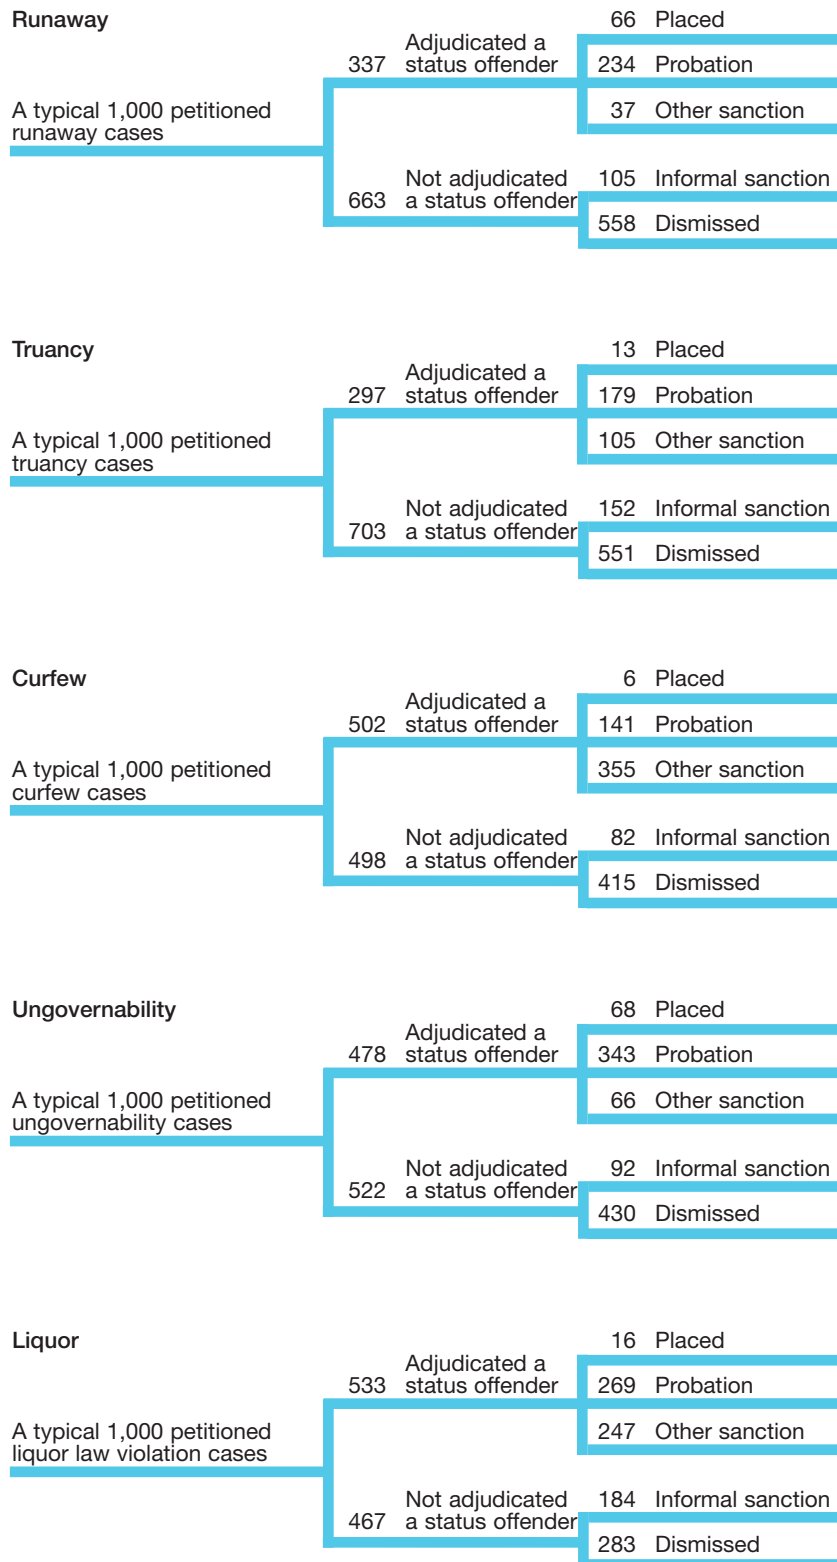 Runaway
66 Placed
Adjudicated a
337 status offender
234 Probation
A typical 1,000 petitioned
runaway cases
37 Other sanction
Not adjudicated
663 a status offender
105 Informal sanction
558 Dismissed
Truancy
13 Placed
Adjudicated a
297 status offender
179 Probation
A typical 1,000 petitioned
truancy cases
105 Other sanction
Not adjudicated
703 a status offender
152 Informal sanction
551 Dismissed
Curfew
6 Placed
Adjudicated a
502 status offender
141 Probation
A typical 1,000 petitioned
curfew cases
355 Other sanction
Not adjudicated
498 a status offender
82 Informal sanction
415 Dismissed
Ungovernability
68 Placed
Adjudicated a
478 status offender
343 Probation
A typical 1,000 petitioned
ungovernability cases
66 Other sanction
Not adjudicated
522 a status offender
92 Informal sanction
430 Dismissed
Liquor
16 Placed
Adjudicated a
533 status offender
269 Probation
A typical 1,000 petitioned
liquor law violation cases
247 Other sanction
Not adjudicated
467 a status offender
184 Informal sanction
283 Dismissed